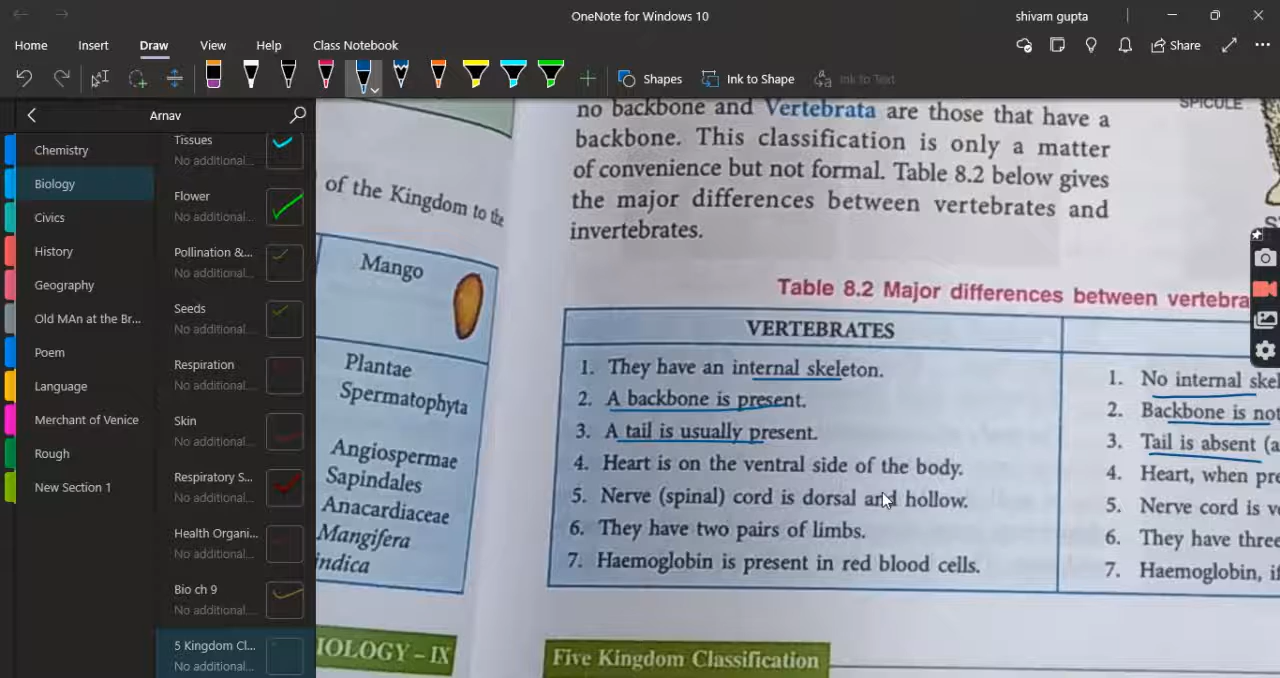 OneNote for Windows 10
shivam gupta
Home
Insert
Draw
View
Help
Class Notebook
Share
Shapes
Ink to Shape
Ink to Text
Arnav
Chemistry
Biology
Civics
History
Geography
Old MAn at the Br...
Poem
Language
Merchant of Venice
Rough
New Section 1
Tissues
No additional...
Flower
No additional...
Pollination &...
No additional...
Seeds
No additional...
Respiration
No additional...
Skin
No additional...
Respiratory S...
No additional...
Health Organi...
No additional...
Bio ch 9
No additional...
5 Kingdom Cl...
No additional...
of the Kingdom to the
Mango
Plantae
Spermatophyta
Angiospermae
Sapindales
Anacardiaceae
Mangifera
indica
IOLOGY – IX
no backbone and Vertebrata are those that have a
backbone. This classification is only a matter
of convenience but not formal. Table 8.2 below gives
the major differences between vertebrates and
invertebrates.
SPICULE
Table 8.2 Major differences between vertebra
VERTEBRATES
1. They have an internal skeleton.
2. A backbone is present.
3. A tail is usually present.
4. Heart is on the ventral side of the body.
5. Nerve (spinal) cord is dorsal and hollow.
6. They have two pairs of limbs.
7. Haemoglobin is present in red blood cells.
1. No internal skel
2. Backbone is not
3. Tail is absent (a
4. Heart, when pre
5. Nerve cord is ve
6. They have three
7. Haemoglobin, if
Five Kingdom Classification